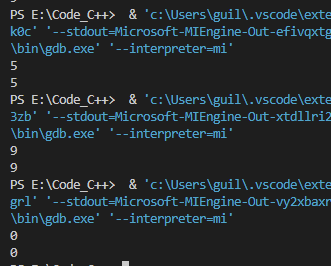 PS E:\Code_C++>  & 'c:\Users\guil\.vscode\exte
k0c' '--stdout=Microsoft-MIEngine-Out-efivqxtg
\bin\gdb.exe' '--interpreter=mi'
5
5
PS E:\Code_C++>  & 'c:\Users\guil\.vscode\exte
3zb' '--stdout=Microsoft-MIEngine-Out-xtdllri2
\bin\gdb.exe' '--interpreter=mi'
9
9
PS E:\Code_C++>  & 'c:\Users\guil\.vscode\exte
grl' '--stdout=Microsoft-MIEngine-Out-vy2xbaxr
\bin\gdb.exe' '--interpreter=mi'
0
0